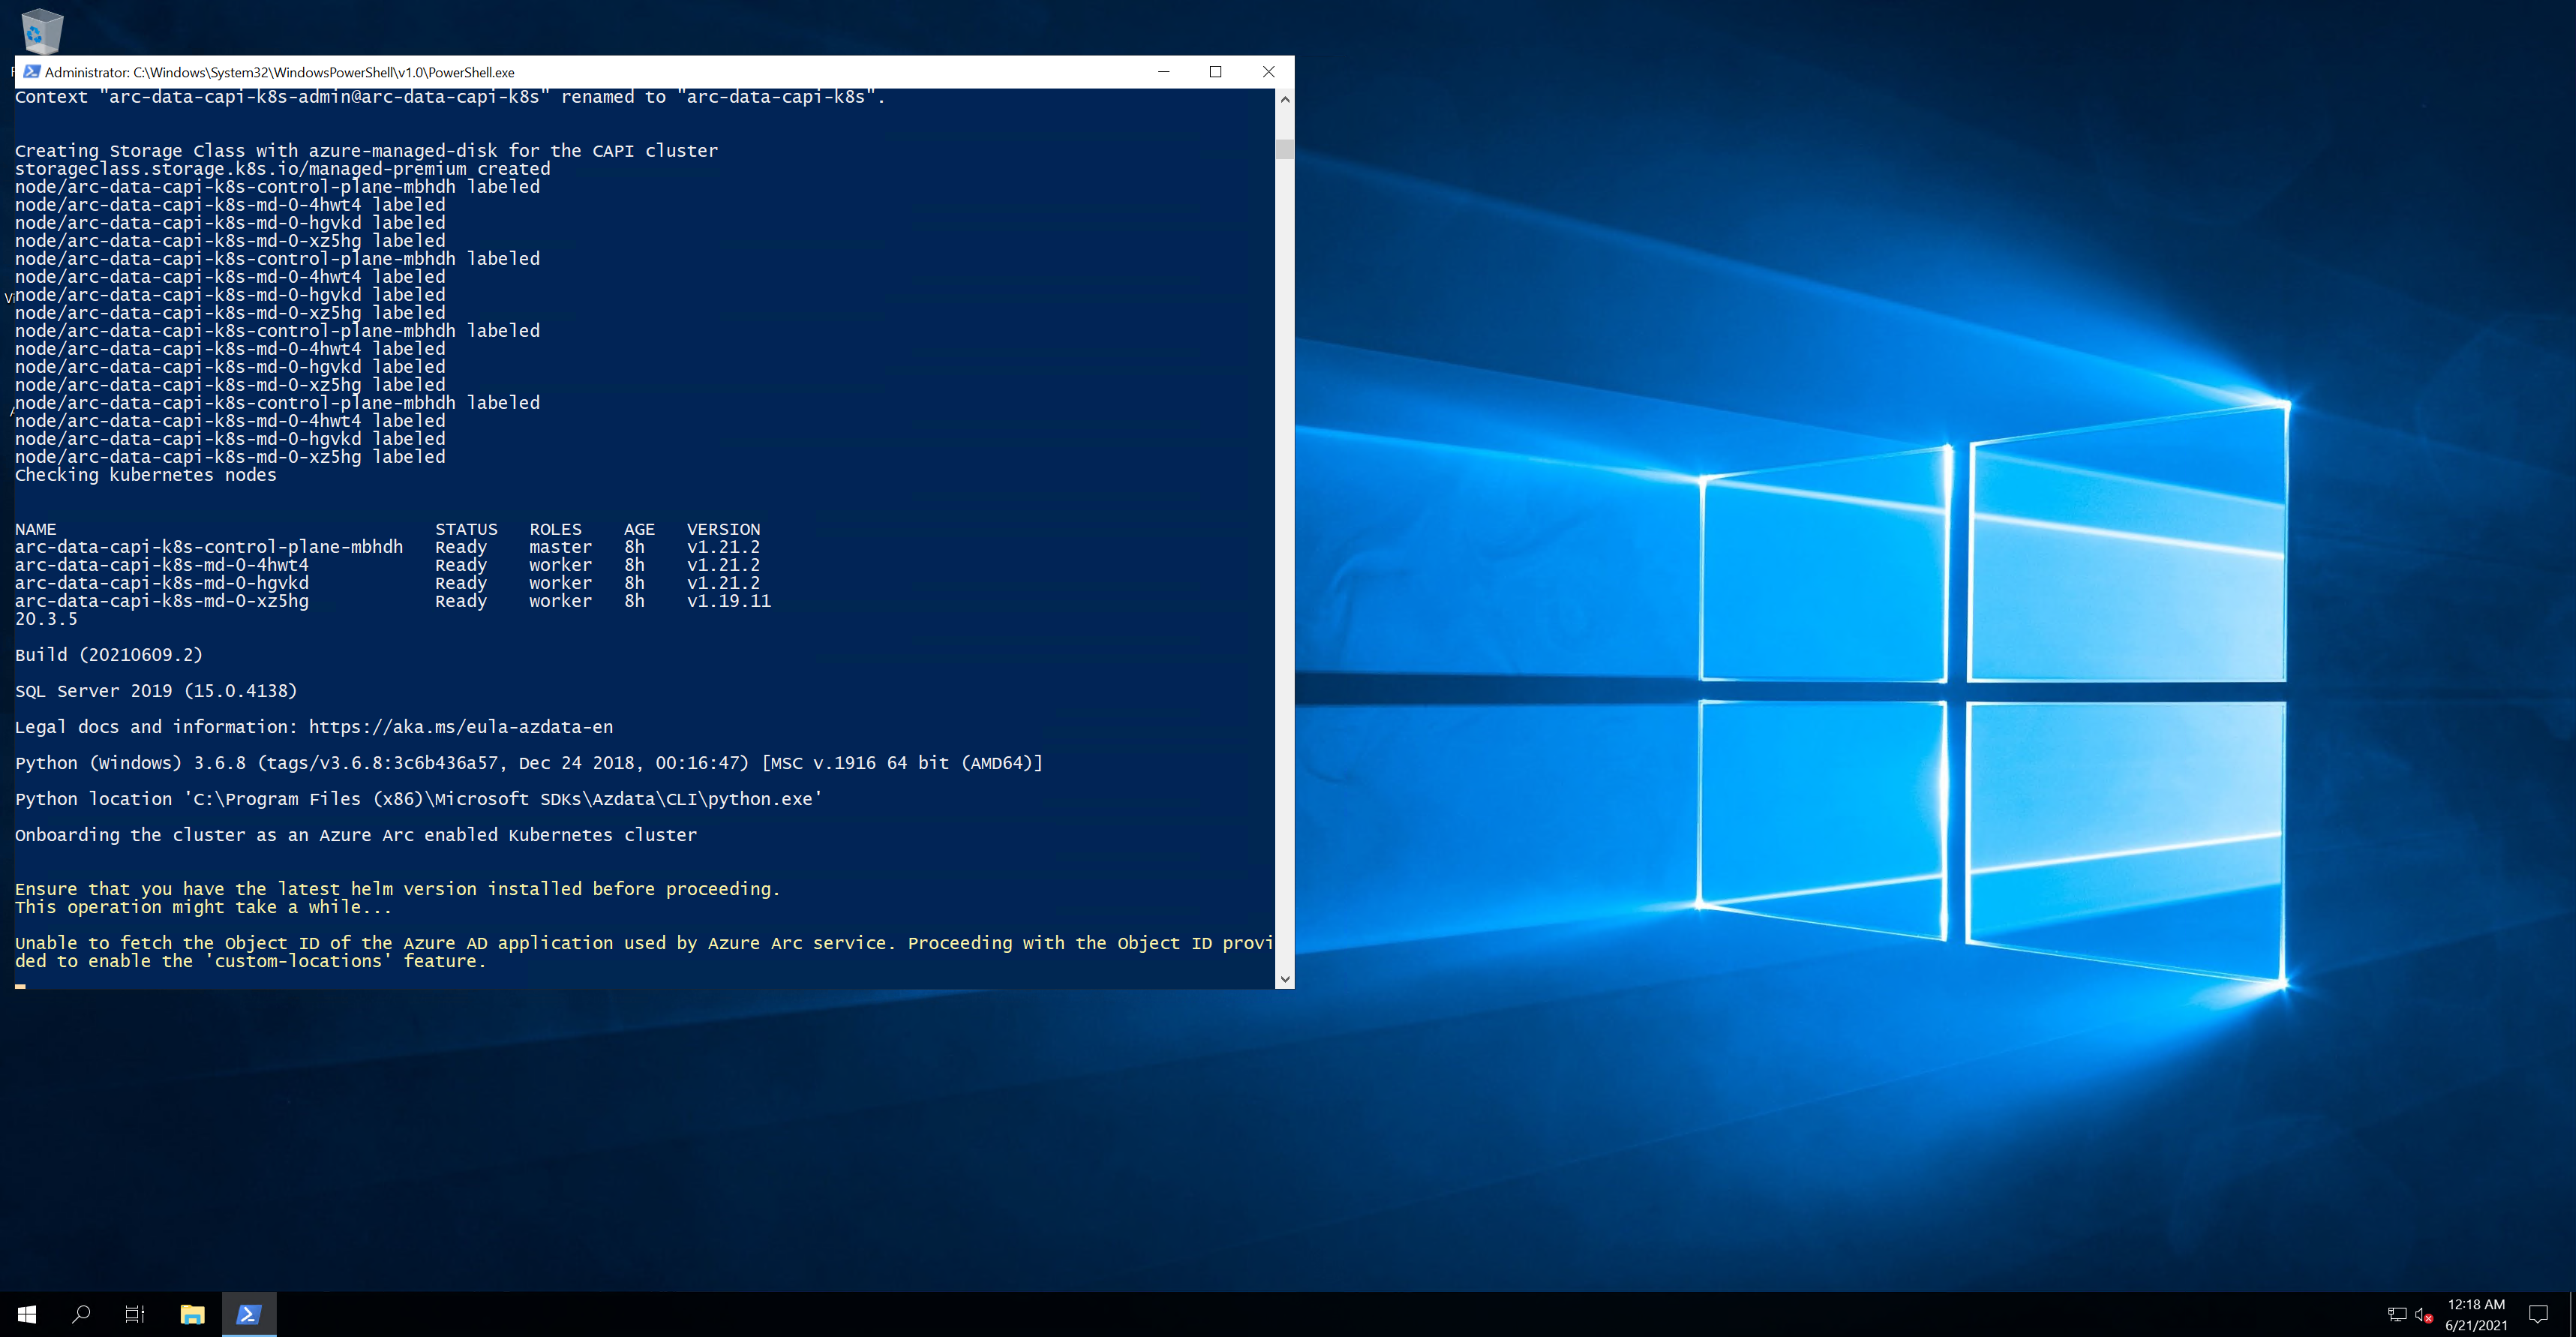 Administrator: C:\Windows\System32\WindowsPowerShell\v1.0\PowerShell.exe
Context "arc-data-capi-k8s-admin@arc-data-capi-k8s" renamed to "arc-data-capi-k8s".
Creating Storage Class with azure-managed-disk for the CAPI cluster
storageclass.storage.k8s.io/managed-premium created
node/arc-data-capi-k8s-control-plane-mbhdh labeled
node/arc-data-capi-k8s-md-0-4hwt4 labeled
node/arc-data-capi-k8s-md-0-hgvkd labeled
node/arc-data-capi-k8s-md-0-xz5hg labeled
node/arc-data-capi-k8s-control-plane-mbhdh labeled
node/arc-data-capi-k8s-md-0-4hwt4 labeled
node/arc-data-capi-k8s-md-0-hgvkd labeled
node/arc-data-capi-k8s-md-0-xz5hg labeled
node/arc-data-capi-k8s-control-plane-mbhdh labeled
node/arc-data-capi-k8s-md-0-4hwt4 labeled
node/arc-data-capi-k8s-md-0-hgvkd labeled
node/arc-data-capi-k8s-md-0-xz5hg labeled
node/arc-data-capi-k8s-control-plane-mbhdh labeled
node/arc-data-capi-k8s-md-0-4hwt4 labeled
node/arc-data-capi-k8s-md-0-hgvkd labeled
node/arc-data-capi-k8s-md-0-xz5hg labeled
Checking kubernetes nodes
NAME STATUS ROLES AGE VERSION
arc-data-capi-k8s-control-plane-mbhdh Ready master 8h v1.21.2
arc-data-capi-k8s-md-0-4hwt4 Ready worker 8h v1.21.2
arc-data-capi-k8s-md-0-hgvkd Ready worker 8h v1.21.2
arc-data-capi-k8s-md-0-xz5hg Ready worker 8h v1.19.11
20.3.5
Build (20210609.2)
SQL Server 2019 (15.0.4138)
Legal docs and information: https://aka.ms/eula-azdata-en
Python (Windows) 3.6.8 (tags/v3.6.8:3c6b436a57, Dec 24 2018, 00:16:47) [MSC v.1916 64 bit (AMD64)]
Python location 'C:\Program Files (x86)\Microsoft SDKs\Azdata\CLI\python.exe'
Onboarding the cluster as an Azure Arc enabled Kubernetes cluster
Ensure that you have the latest helm version installed before proceeding.
This operation might take a while...
Unable to fetch the Object ID of the Azure AD application used by Azure Arc service. Proceeding with the Object ID provi
ded to enable the 'custom-locations' feature.
12:18 AM
6/21/2021